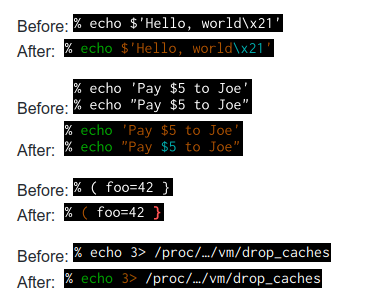 Before: % echo $'Hello, world\x21'
After: % echo $'Hello, world\x21'
% echo 'Pay $5 to Joe'
Before: % echo ”Pay $5 to Joe”
% echo 'Pay $5 to Joe'
After: % echo ”Pay $5 to Joe”
Before: % ( foo=42 }
After: % ( foo=42 }
Before: % echo 3> /proc/…/vm/drop_caches
After: % echo 3> /proc/…/vm/drop_caches